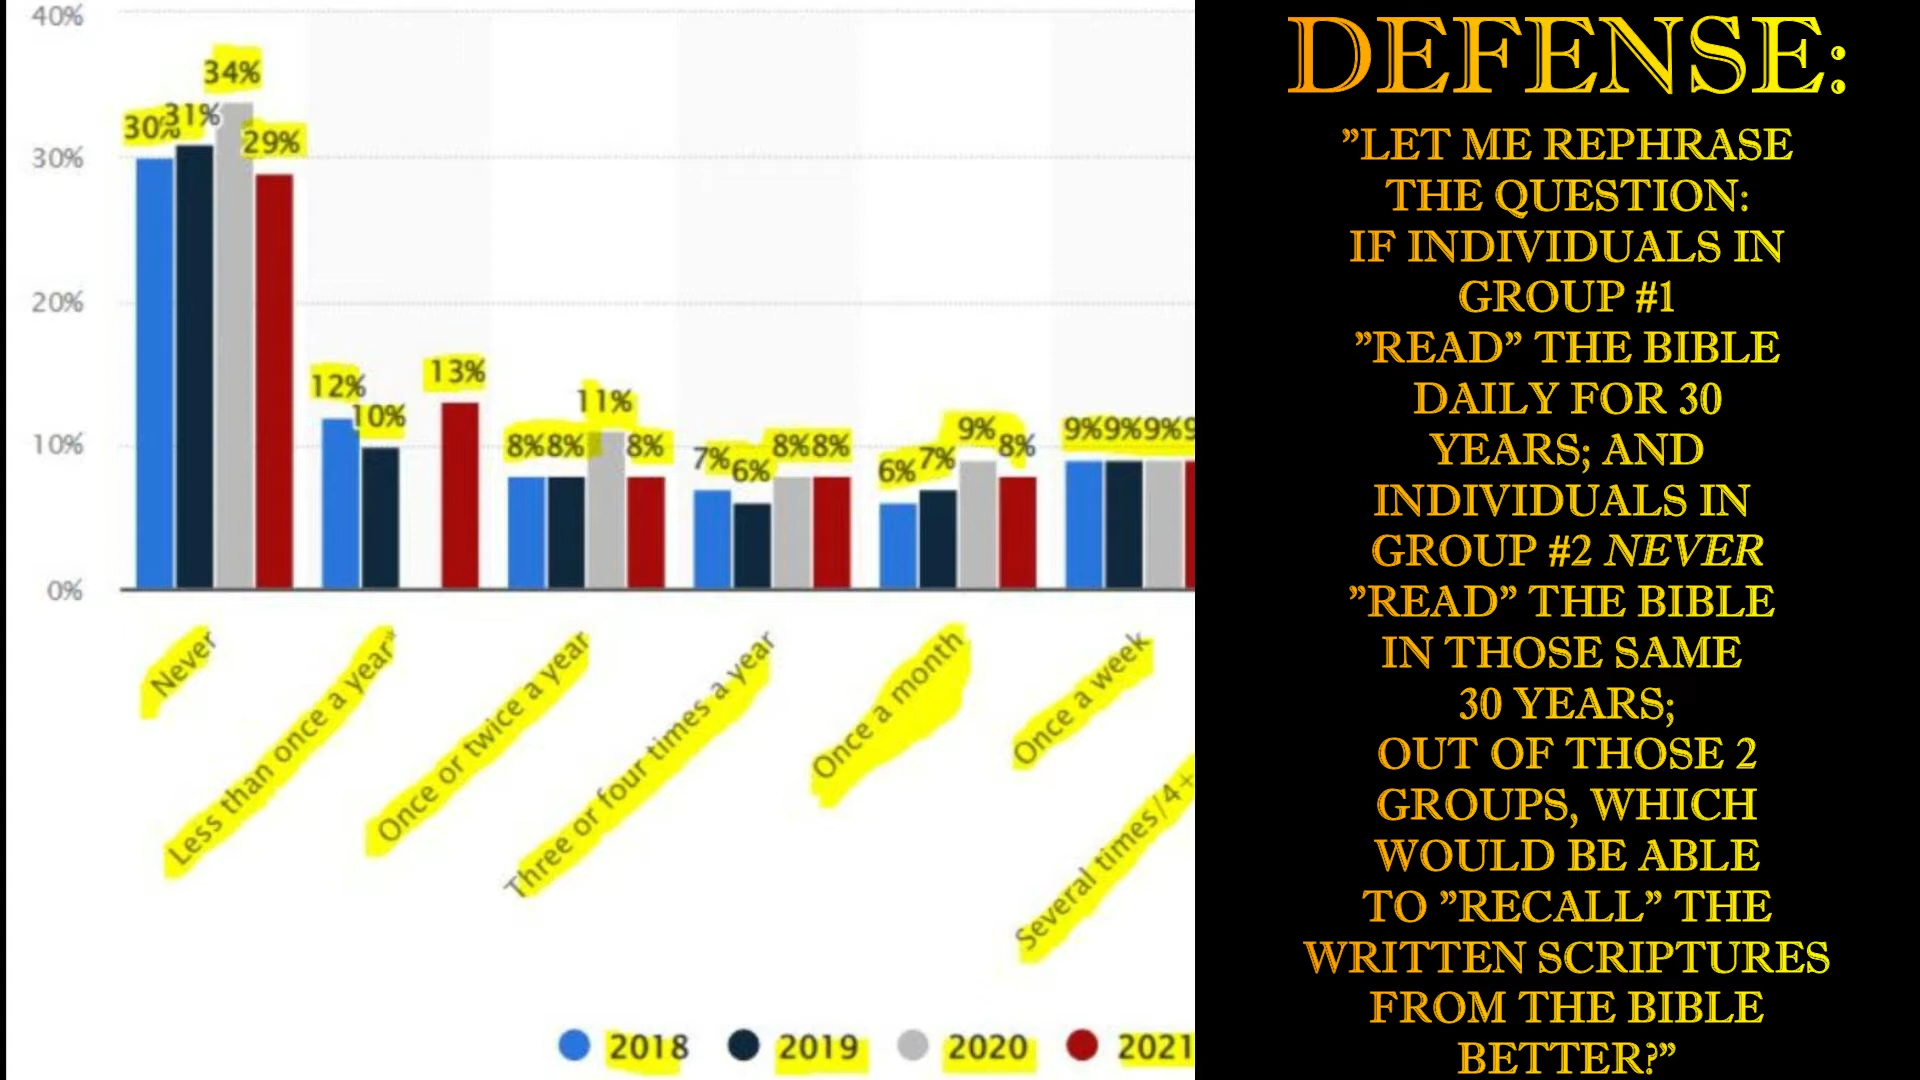 40%
34%
31%
30%
29%
30%
20%
13%
12%
11%
10%
10%
8%8%
8%
7%
6%
8%8%
6%
7%
9%
8%
9%9%9%9
0%
Never
Less than once a year*
Once or twice a year
Three or four times a year
Once a month
Once a week
Several times/4+
2018
2019
2020
2021
DEFENSE:
"LET ME REPHRASE
THE QUESTION:
IF INDIVIDUALS IN
GROUP #1
"READ" THE BIBLE
DAILY FOR 30
YEARS; AND
INDIVIDUALS IN
GROUP #2 NEVER
"READ" THE BIBLE
IN THOSE SAME
30 YEARS;
OUT OF THOSE 2
GROUPS, WHICH
WOULD BE ABLE
TO "RECALL" THE
WRITTEN SCRIPTURES
FROM THE BIBLE
BETTER?"